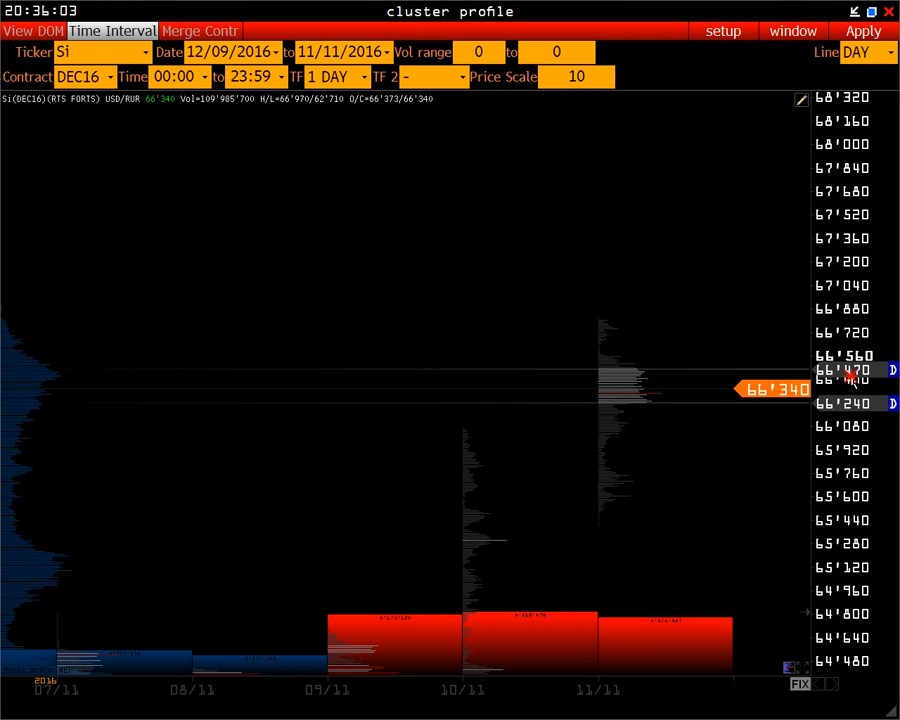 20:36:03 cluster profile
View DOM Time Interval Merge Contr setup window Apply
Ticker Si Date 12/09/2016 to 11/11/2016 Vol range 0 to 0 Line DAY
Contract DEC16 Time 00:00 to 23:59 TF 1 DAY TF 2 - Price Scale 10
Si(DEC16)(RTS FORTS) USD/RUR 66'340 Vol=109'985'700 H/L=66'970/62'710 O/C=66'373/66'340
68'320
68'160
68'000
67'840
67'680
67'520
67'360
67'200
67'040
66'880
66'720
66'560
66'470 D
66'340
66'240 D
66'080
65'920
65'760
65'600
65'440
65'280
65'120
64'960
64'800
64'640
64'480
2016
07/11 08/11 09/11 10/11 11/11
FIX